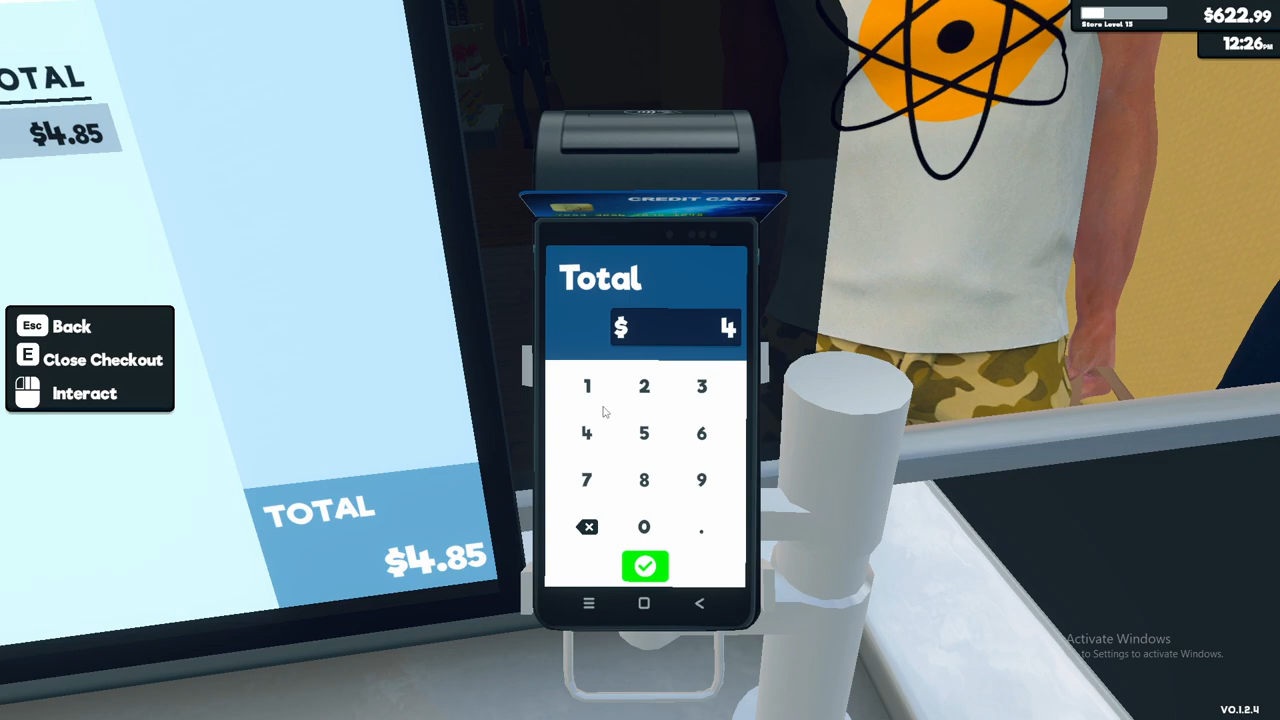 $622.99
Store Level 15
12:26PM
TOTAL
$4.85
CREDIT CARD
Total
$ 4
1 2 3
4 5 6
7 8 9
0 .
Esc Back
E Close Checkout
Interact
TOTAL
$4.85
Activate Windows
to Settings to activate Windows.
V0.1.2.4